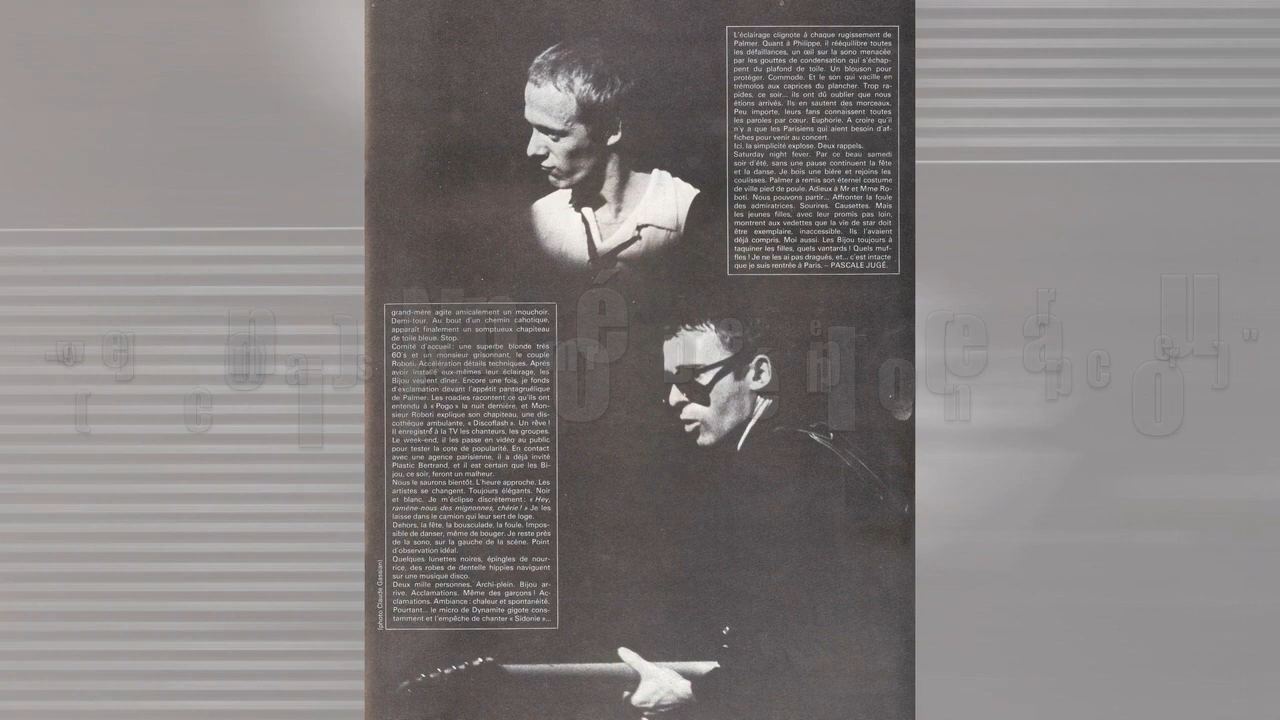 grand-mère agite amicalement un mouchoir.
Demi-tour. Au bout d'un chemin cahotique,
apparaît finalement un somptueux chapiteau
de toile bleue. Stop.
Comité d'accueil : une superbe blonde très
60's et un monsieur grisonnant, le couple
Roboti. Accélération détails techniques. Après
avoir installé eux-mêmes leur éclairage, les
Bijou veulent dîner. Encore une fois, je fonds
d'exclamation devant l'appétit pantagruélique
de Palmer. Les roadies racontent ce qu'ils ont
entendu à « Pogo » la nuit dernière, et Mon-
sieur Roboti explique son chapiteau, une dis-
cothèque ambulante, « Discoflash ». Un rêve !
Il enregistre à la TV les chanteurs, les groupes.
Le week-end, il les passe en vidéo au public
pour tester la cote de popularité. En contact
avec une agence parisienne, il a déjà invité
Plastic Bertrand, et il est certain que les Bi-
jou, ce soir, feront un malheur.
Nous le saurons bientôt. L'heure approche. Les
artistes se changent. Toujours élégants. Noir
et blanc. Je m'éclipse discrètement : « Hey,
ramène-nous des mignonnes, chérie ! » Je les
laisse dans le camion qui leur sert de loge.
Dehors, la fête, la bousculade, la foule. Impos-
sible de danser, même de bouger. Je reste près
de la sono, sur la gauche de la scène. Point
d'observation idéal.
Quelques lunettes noires, épingles de nour-
rice, des robes de dentelle hippies naviguent
sur une musique disco.
Deux mille personnes. Archi-plein. Bijou ar-
rive. Acclamations. Même des garçons ! Ac-
clamations. Ambiance : chaleur et spontanéité.
Pourtant... le micro de Dynamite gigote cons-
tamment et l'empêche de chanter « Sidonie »...
(photo Claude Gassian)
L'éclairage clignote à chaque rugissement de
Palmer. Quant à Philippe, il rééquilibre toutes
les défaillances, un œil sur la sono menacée
par les gouttes de condensation qui s'échap-
pent du plafond de toile. Un blouson pour
protéger. Commode. Et le son qui vacille en
trémolos aux caprices du plancher. Trop ra-
pides, ce soir... ils ont dû oublier que nous
étions arrivés. Ils en sautent des morceaux.
Peu importe, leurs fans connaissent toutes
les paroles par cœur. Euphorie. A croire qu'il
n'y a que les Parisiens qui aient besoin d'af-
fiches pour venir au concert.
Ici, la simplicité explose. Deux rappels.
Saturday night fever. Par ce beau samedi
soir d'été, sans une pause continuent la fête
et la danse. Je bois une bière et rejoins les
coulisses. Palmer a remis son éternel costume
de ville pied de poule. Adieux à Mr et Mme Ro-
boti. Nous pouvons partir... Affronter la foule
des admiratrices. Sourires. Causettes. Mais
les jeunes filles, avec leur promis pas loin,
montrent aux vedettes que la vie de star doit
être exemplaire, inaccessible. Ils l'avaient
déjà compris. Moi aussi. Les Bijou toujours à
taquiner les filles, quels vantards ! Quels muf-
fles ! Je ne les ai pas dragués, et... c'est intacte
que je suis rentrée à Paris. – PASCALE JUGÉ.